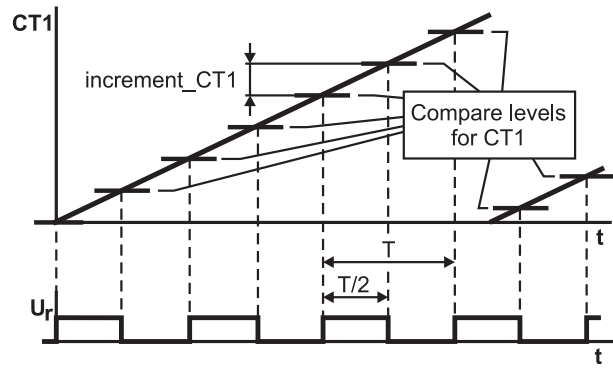 CT1
increment_CT1
Compare levels
for CT1
t
T
T/2
Ur
t